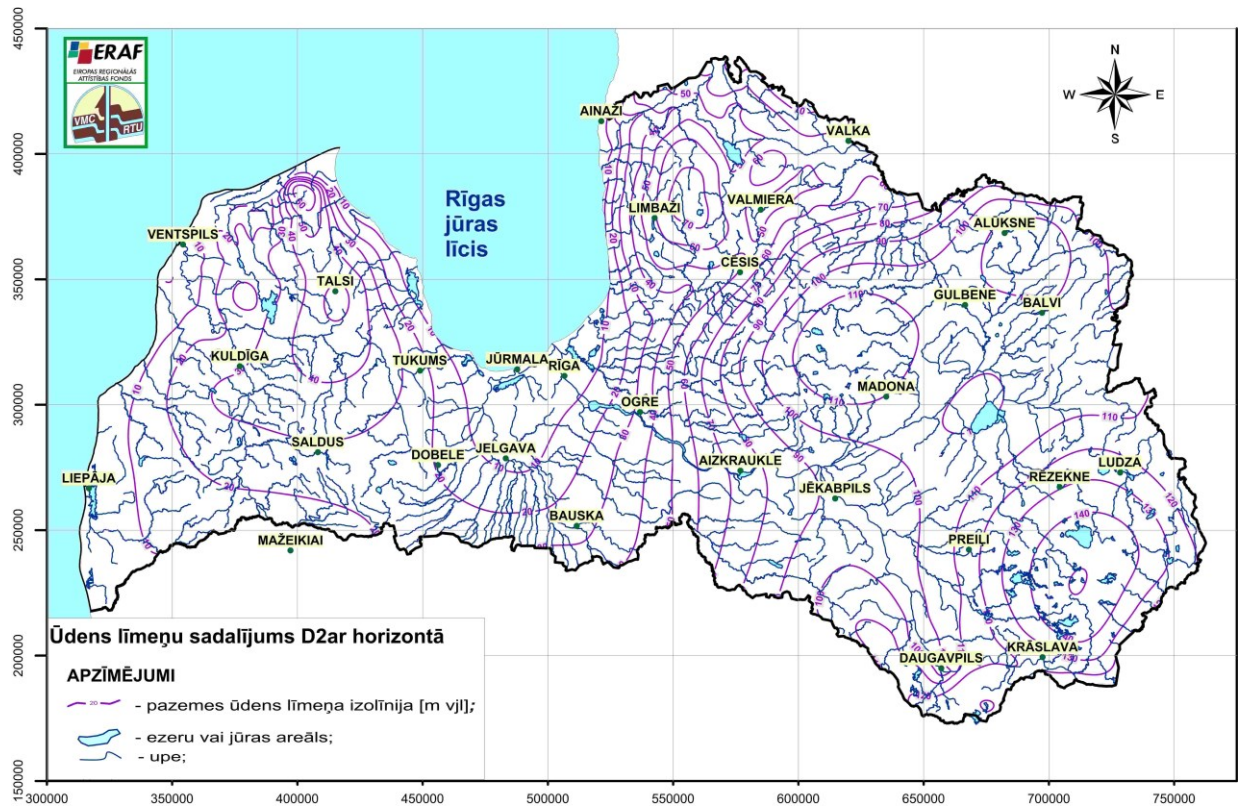 450000
400000
350000
300000
250000
200000
150000
300000
350000
400000
450000
500000
550000
600000
650000
700000
750000
ERAF
EIROPAS REĢIONĀLĀS
ATTĪSTĪBAS FONDS
VMC
RTU
N
W
E
S
Rīgas
jūras
līcis
AINAŽI
VALKA
VALMIERA
LIMBAŽI
ALŪKSNE
VENTSPILS
CĒSIS
TALSI
GULBENE
BALVI
KULDĪGA
TUKUMS
JŪRMALA
RĪGA
MADONA
OGRE
SALDUS
DOBELE
JELGAVA
AIZKRAUKLE
LUDZA
RĒZEKNE
LIEPĀJA
JĒKABPILS
BAUSKA
MAŽEIKIAI
PREIĻI
KRĀSLAVA
DAUGAVPILS
Ūdens līmeņu sadalījums D2ar horizontā
APZĪMĒJUMI
20 - pazemes ūdens līmeņa izolīnija [m vjl];
- ezeru vai jūras areāls;
- upe;